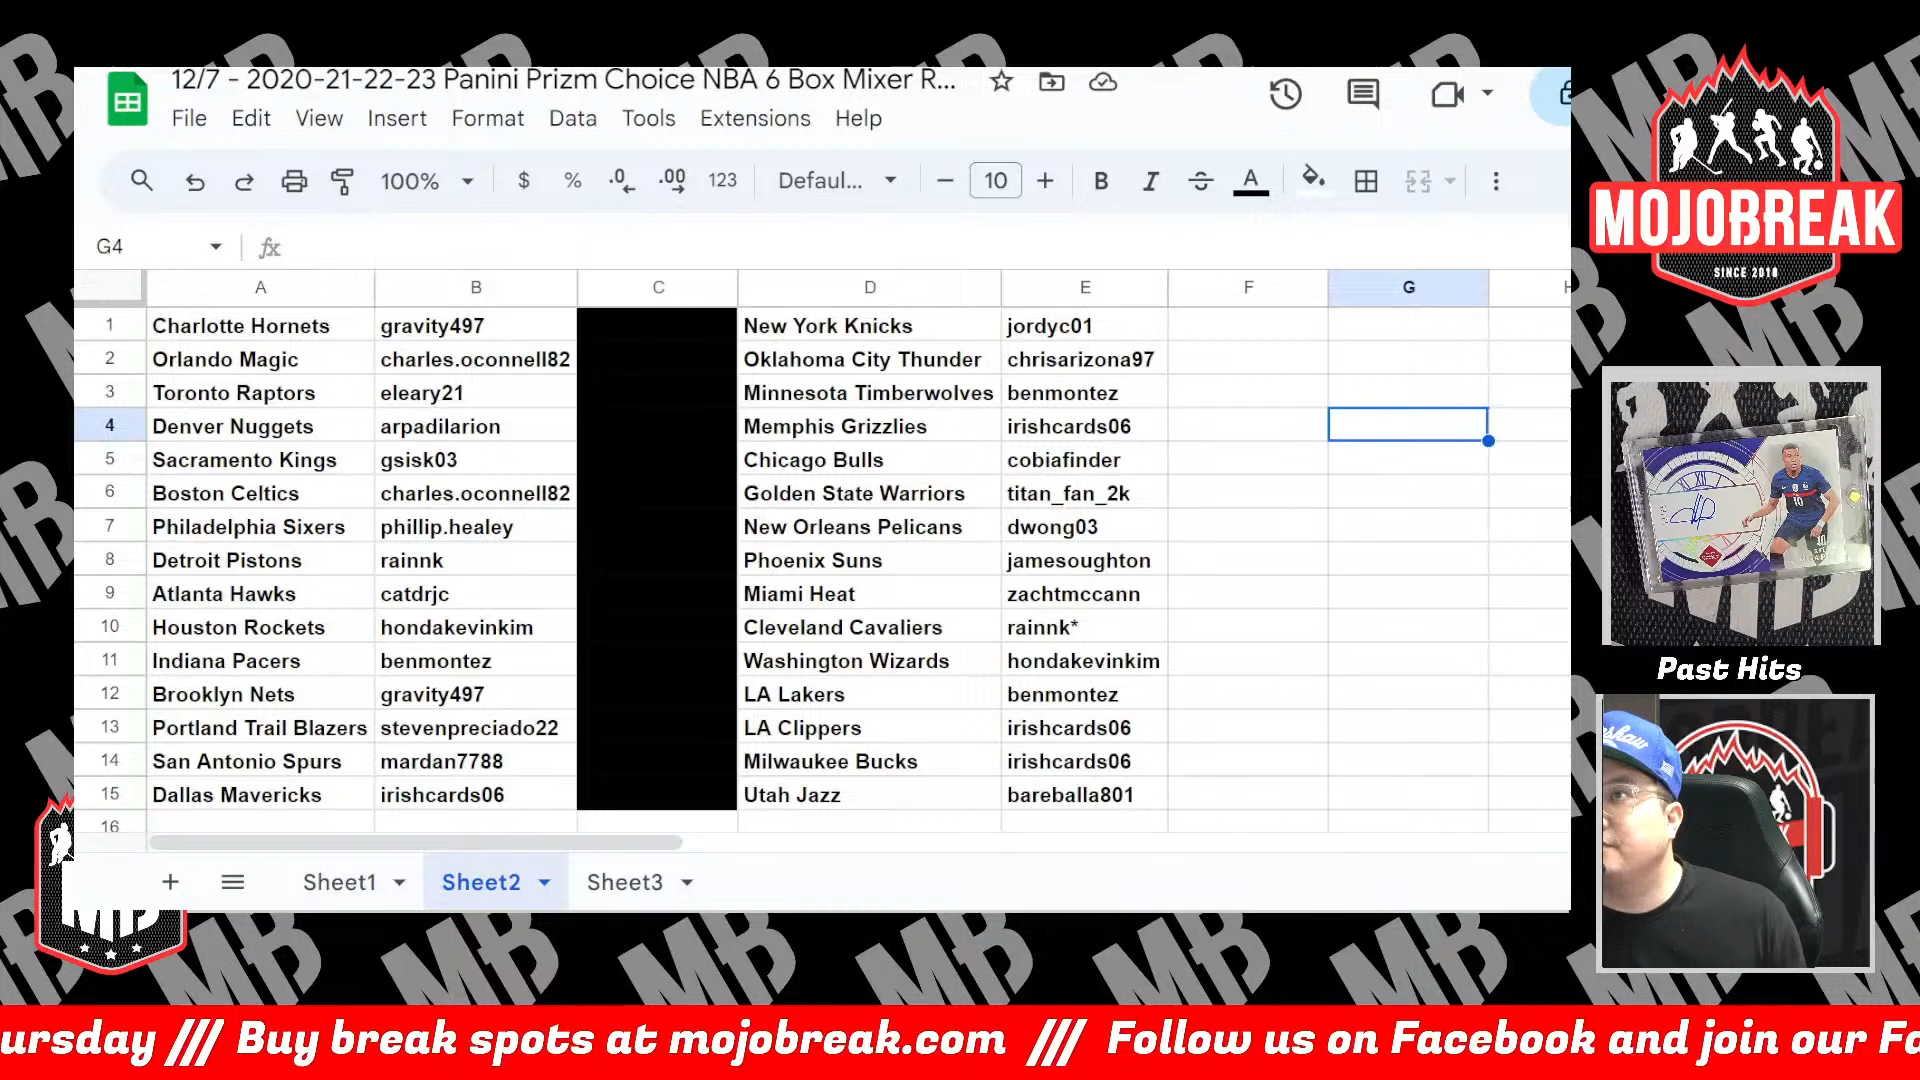 12/7 - 2020-21-22-23 Panini Prizm Choice NBA 6 Box Mixer R...
File Edit View Insert Format Data Tools Extensions Help
100% $ % .0 .00 123 Defaul... 10 B I S A
G4 fx
A B C D E F G H
1 Charlotte Hornets gravity497 New York Knicks jordyc01
2 Orlando Magic charles.oconnell82 Oklahoma City Thunder chrisarizona97
3 Toronto Raptors eleary21 Minnesota Timberwolves benmontez
4 Denver Nuggets arpadilarion Memphis Grizzlies irishcards06
5 Sacramento Kings gsisk03 Chicago Bulls cobiafinder
6 Boston Celtics charles.oconnell82 Golden State Warriors titan_fan_2k
7 Philadelphia Sixers phillip.healey New Orleans Pelicans dwong03
8 Detroit Pistons rainnk Phoenix Suns jamesoughton
9 Atlanta Hawks catdrjc Miami Heat zachtmccann
10 Houston Rockets hondakevinkim Cleveland Cavaliers rainnk*
11 Indiana Pacers benmontez Washington Wizards hondakevinkim
12 Brooklyn Nets gravity497 LA Lakers benmontez
13 Portland Trail Blazers stevenpreciado22 LA Clippers irishcards06
14 San Antonio Spurs mardan7788 Milwaukee Bucks irishcards06
15 Dallas Mavericks irishcards06 Utah Jazz bareballa801
16
Sheet1 Sheet2 Sheet3
MOJOBREAK
SINCE 2010
Past Hits
MB
ursday /// Buy break spots at mojobreak.com /// Follow us on Facebook and join our Fa